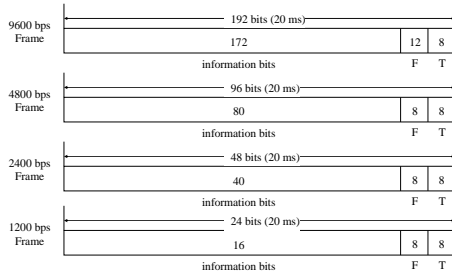 192 bits (20 ms)
9600 bps
Frame
172 12 8
information bits F T
96 bits (20 ms)
4800 bps
Frame
80 8 8
information bits F T
48 bits (20 ms)
2400 bps
Frame
40 8 8
information bits F T
24 bits (20 ms)
1200 bps
Frame
16 8 8
information bits F T